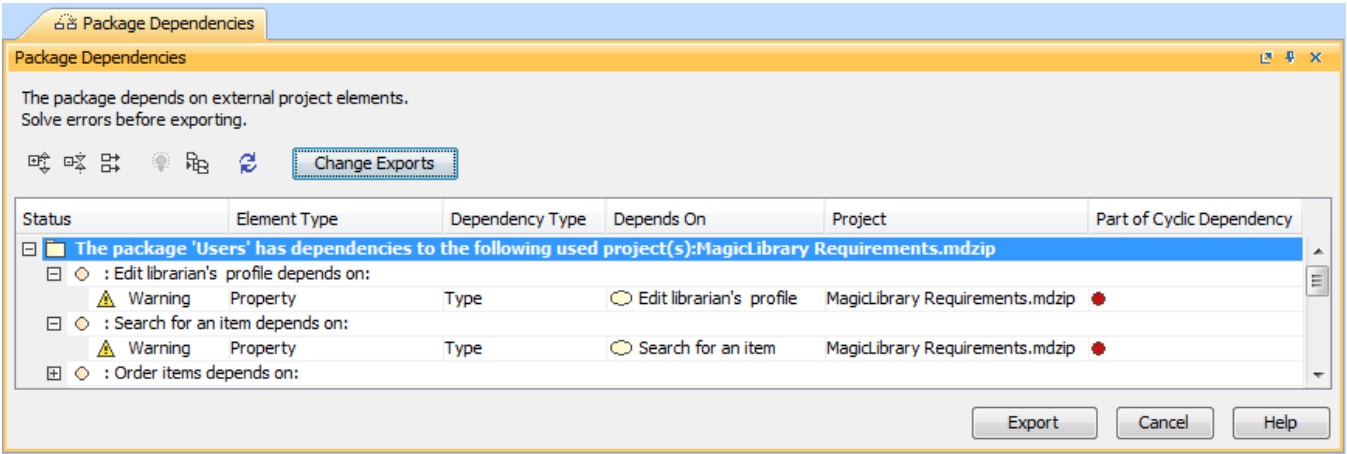 Package Dependencies
Package Dependencies
The package depends on external project elements.
Solve errors before exporting.
Change Exports
Status Element Type Dependency Type Depends On Project Part of Cyclic Dependency
The package 'Users' has dependencies to the following used project(s):MagicLibrary Requirements.mdzip
: Edit librarian's profile depends on:
Warning Property Type Edit librarian's profile MagicLibrary Requirements.mdzip
: Search for an item depends on:
Warning Property Type Search for an item MagicLibrary Requirements.mdzip
: Order items depends on:
Export Cancel Help